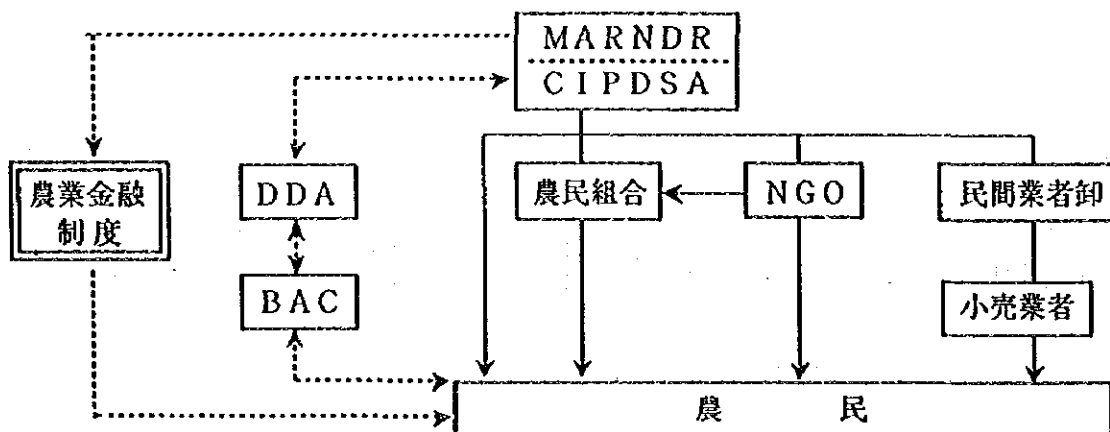 MARNDR
CIPDSA
農業金融
制度
DDA
農民組合
NGO
民間業者卸
BAC
小売業者
農民